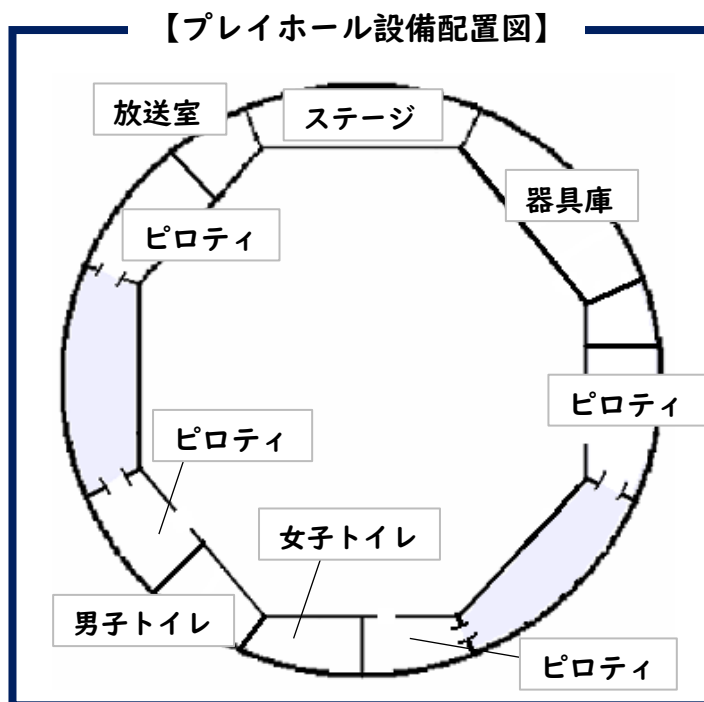 【プレイホール設備配置図】
放送室
ステージ
器具庫
ピロティ
ピロティ
ピロティ
女子トイレ
男子トイレ
ピロティ